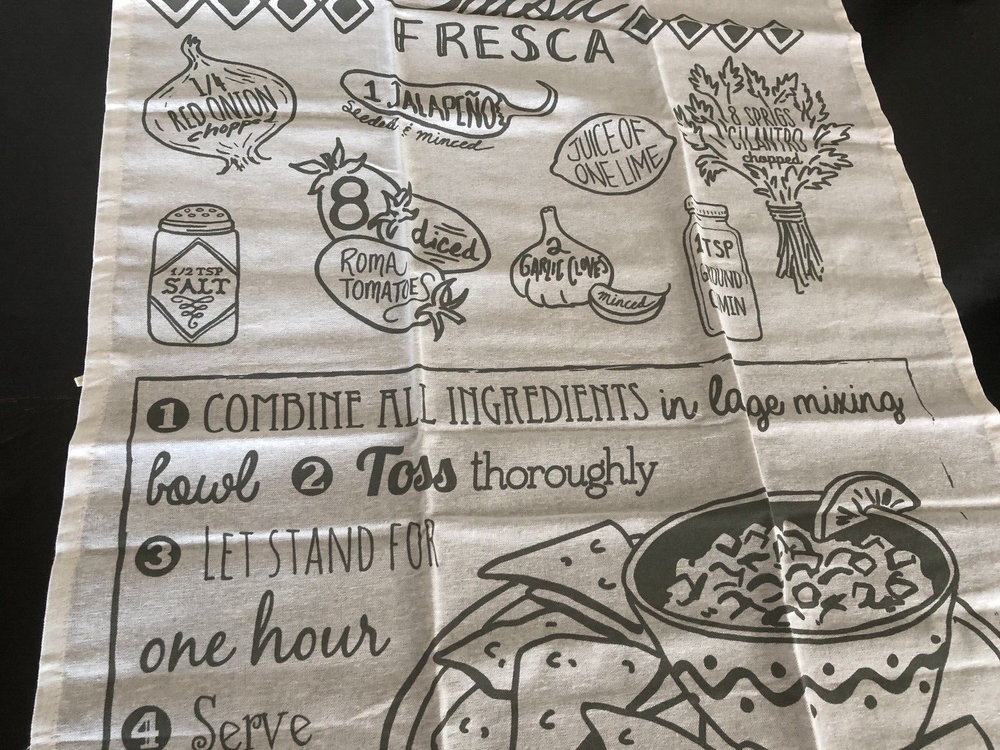 Salsa
FRESCA
1/4
RED ONION
chopped
1 JALAPEÑO
seeded & minced
JUICE OF
ONE LIME
8 SPRIGS
CILANTRO
chopped
1/2 TSP
SALT
8
diced
ROMA
TOMATOES
2
GARLIC CLOVES
minced
1 TSP
GROUND
CUMIN
1 COMBINE ALL INGREDIENTS in lage mixing
bowl 2 Toss thoroughly
3 LET STAND FOR
one hour
4 Serve